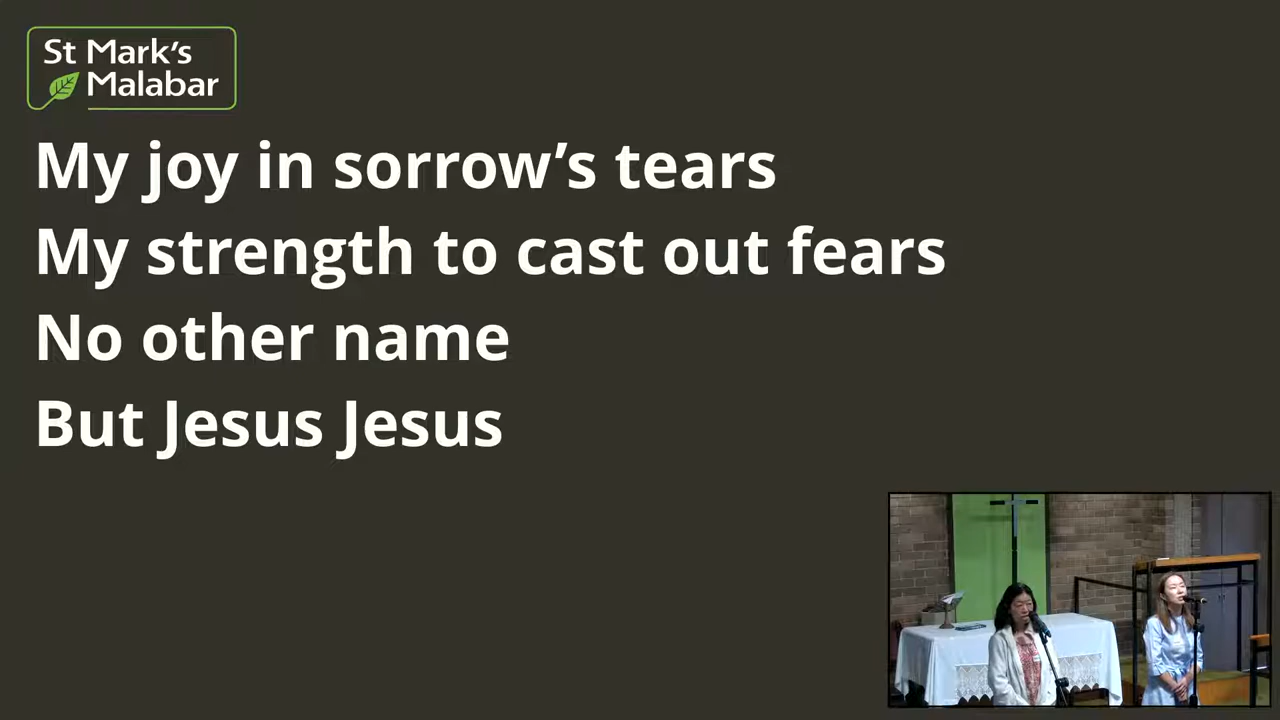 St Mark's
Malabar
My joy in sorrow’s tears
My strength to cast out fears
No other name
But Jesus Jesus